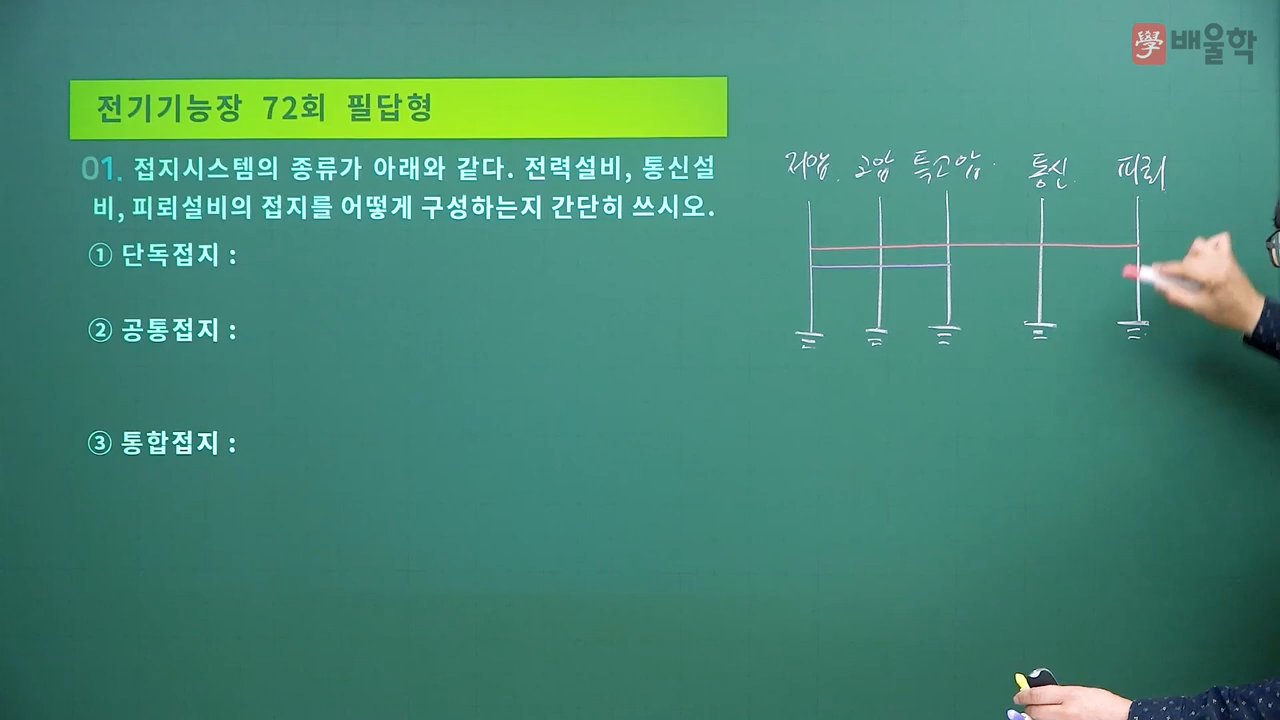 學 배울학
전기기능장 72회 필답형
01. 접지시스템의 종류가 아래와 같다. 전력설비, 통신설
비, 피뢰설비의 접지를 어떻게 구성하는지 간단히 쓰시오.
① 단독접지 :
② 공통접지 :
③ 통합접지 :
저압. 고압 특고압. 통신. 피뢰